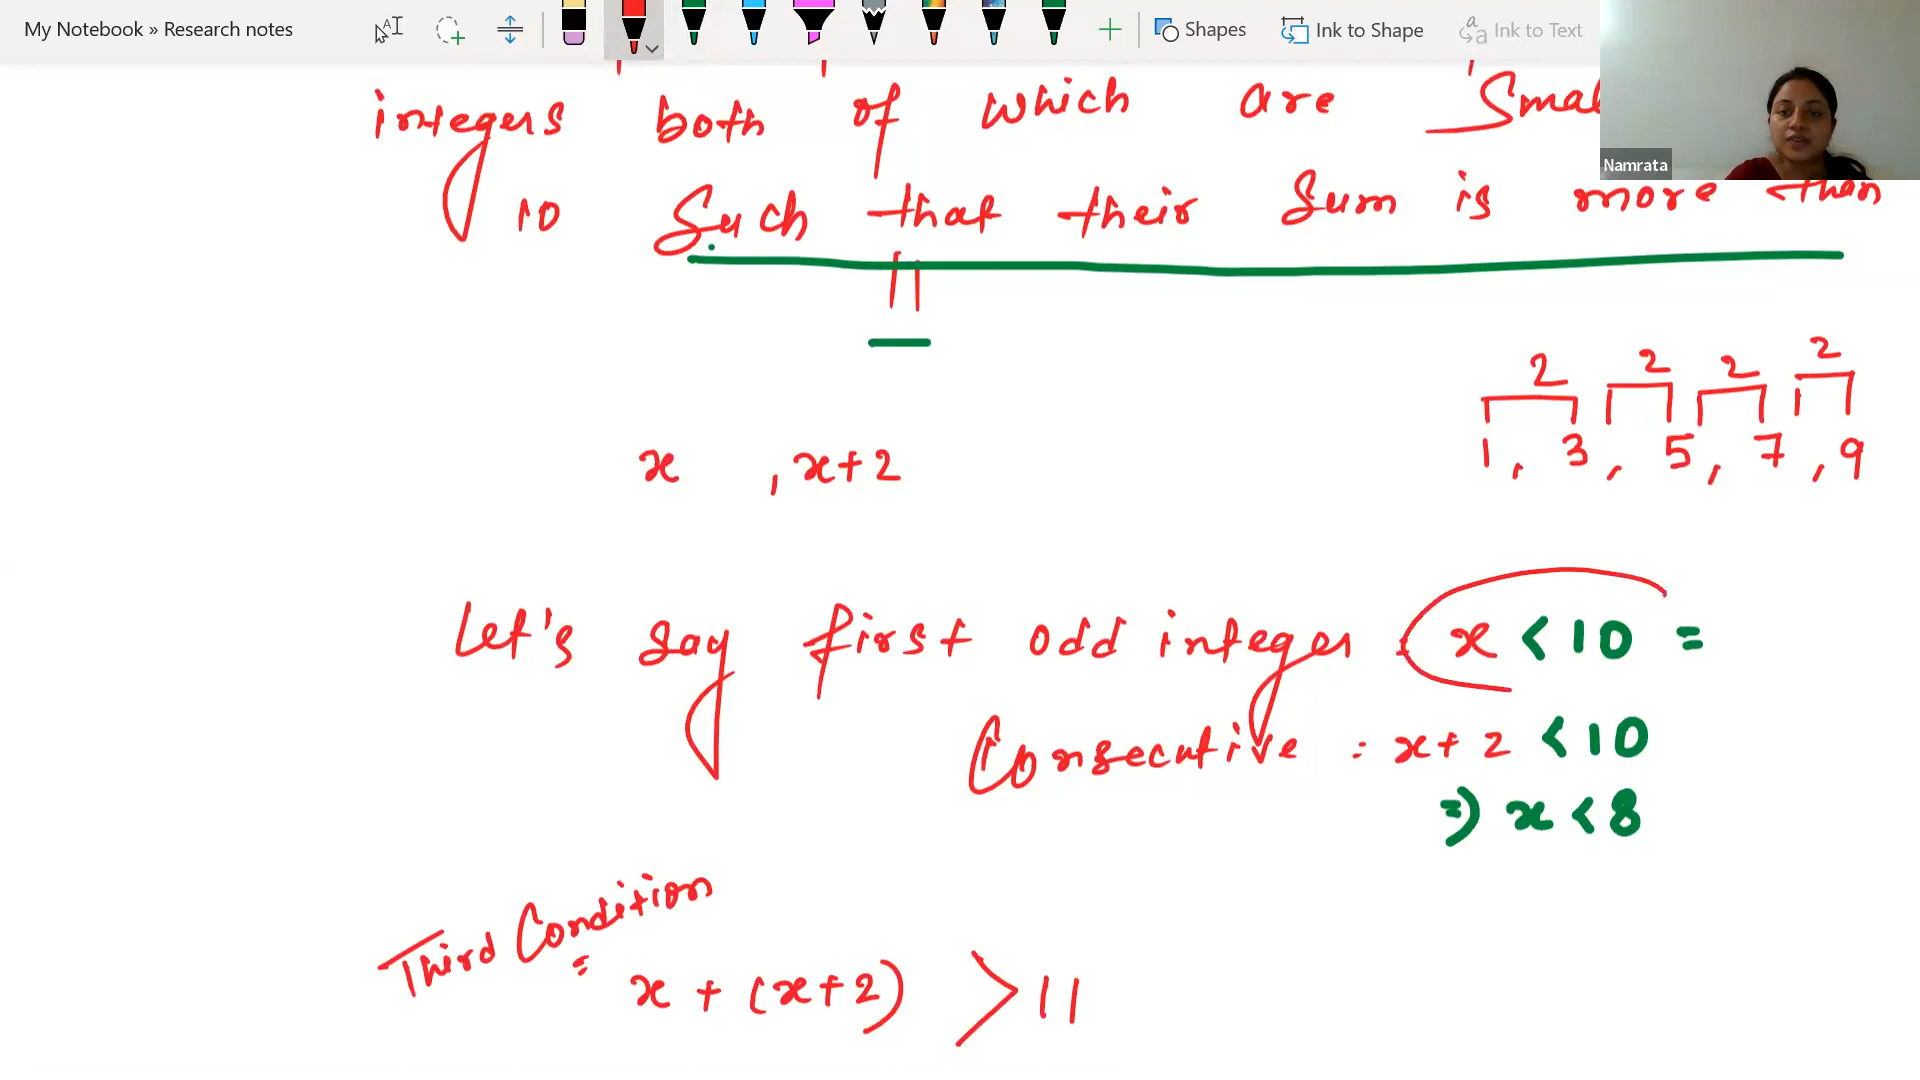 My Notebook » Research notes
Shapes
Ink to Shape
Ink to Text
Namrata
integers both of which are
10 Such that their Sum is more than
11
2 2 2 2
1, 3, 5, 7, 9
x , x+2
Let's say first odd integer : x < 10 =
Consecutive : x+2 < 10
⇒ x < 8
Third Condition
= x + (x+2) > 11